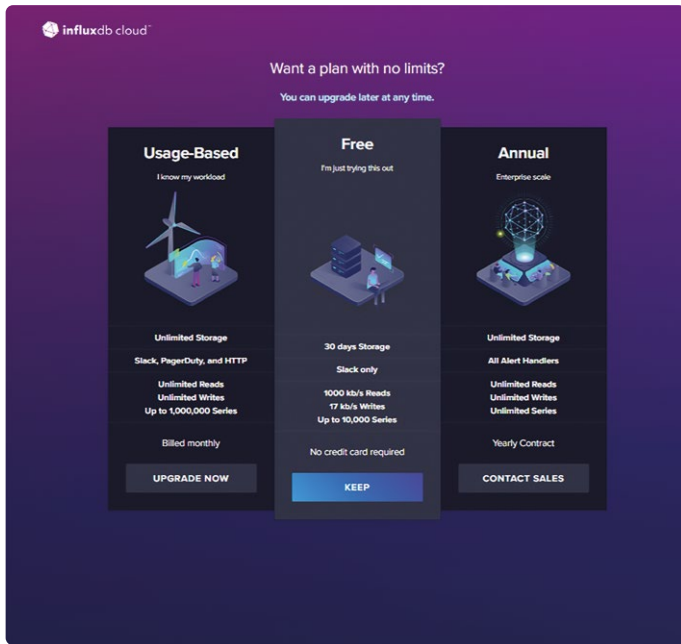 influxdb cloud™
Want a plan with no limits?
You can upgrade later at any time.
Usage-Based
I know my workload
Unlimited Storage
Slack, PagerDuty, and HTTP
Unlimited Reads
Unlimited Writes
Up to 1,000,000 Series
Billed monthly
UPGRADE NOW
Free
I'm just trying this out
30 days Storage
Slack only
1000 kb/s Reads
17 kb/s Writes
Up to 10,000 Series
No credit card required
KEEP
Annual
Enterprise scale
Unlimited Storage
All Alert Handlers
Unlimited Reads
Unlimited Writes
Unlimited Series
Yearly Contract
CONTACT SALES